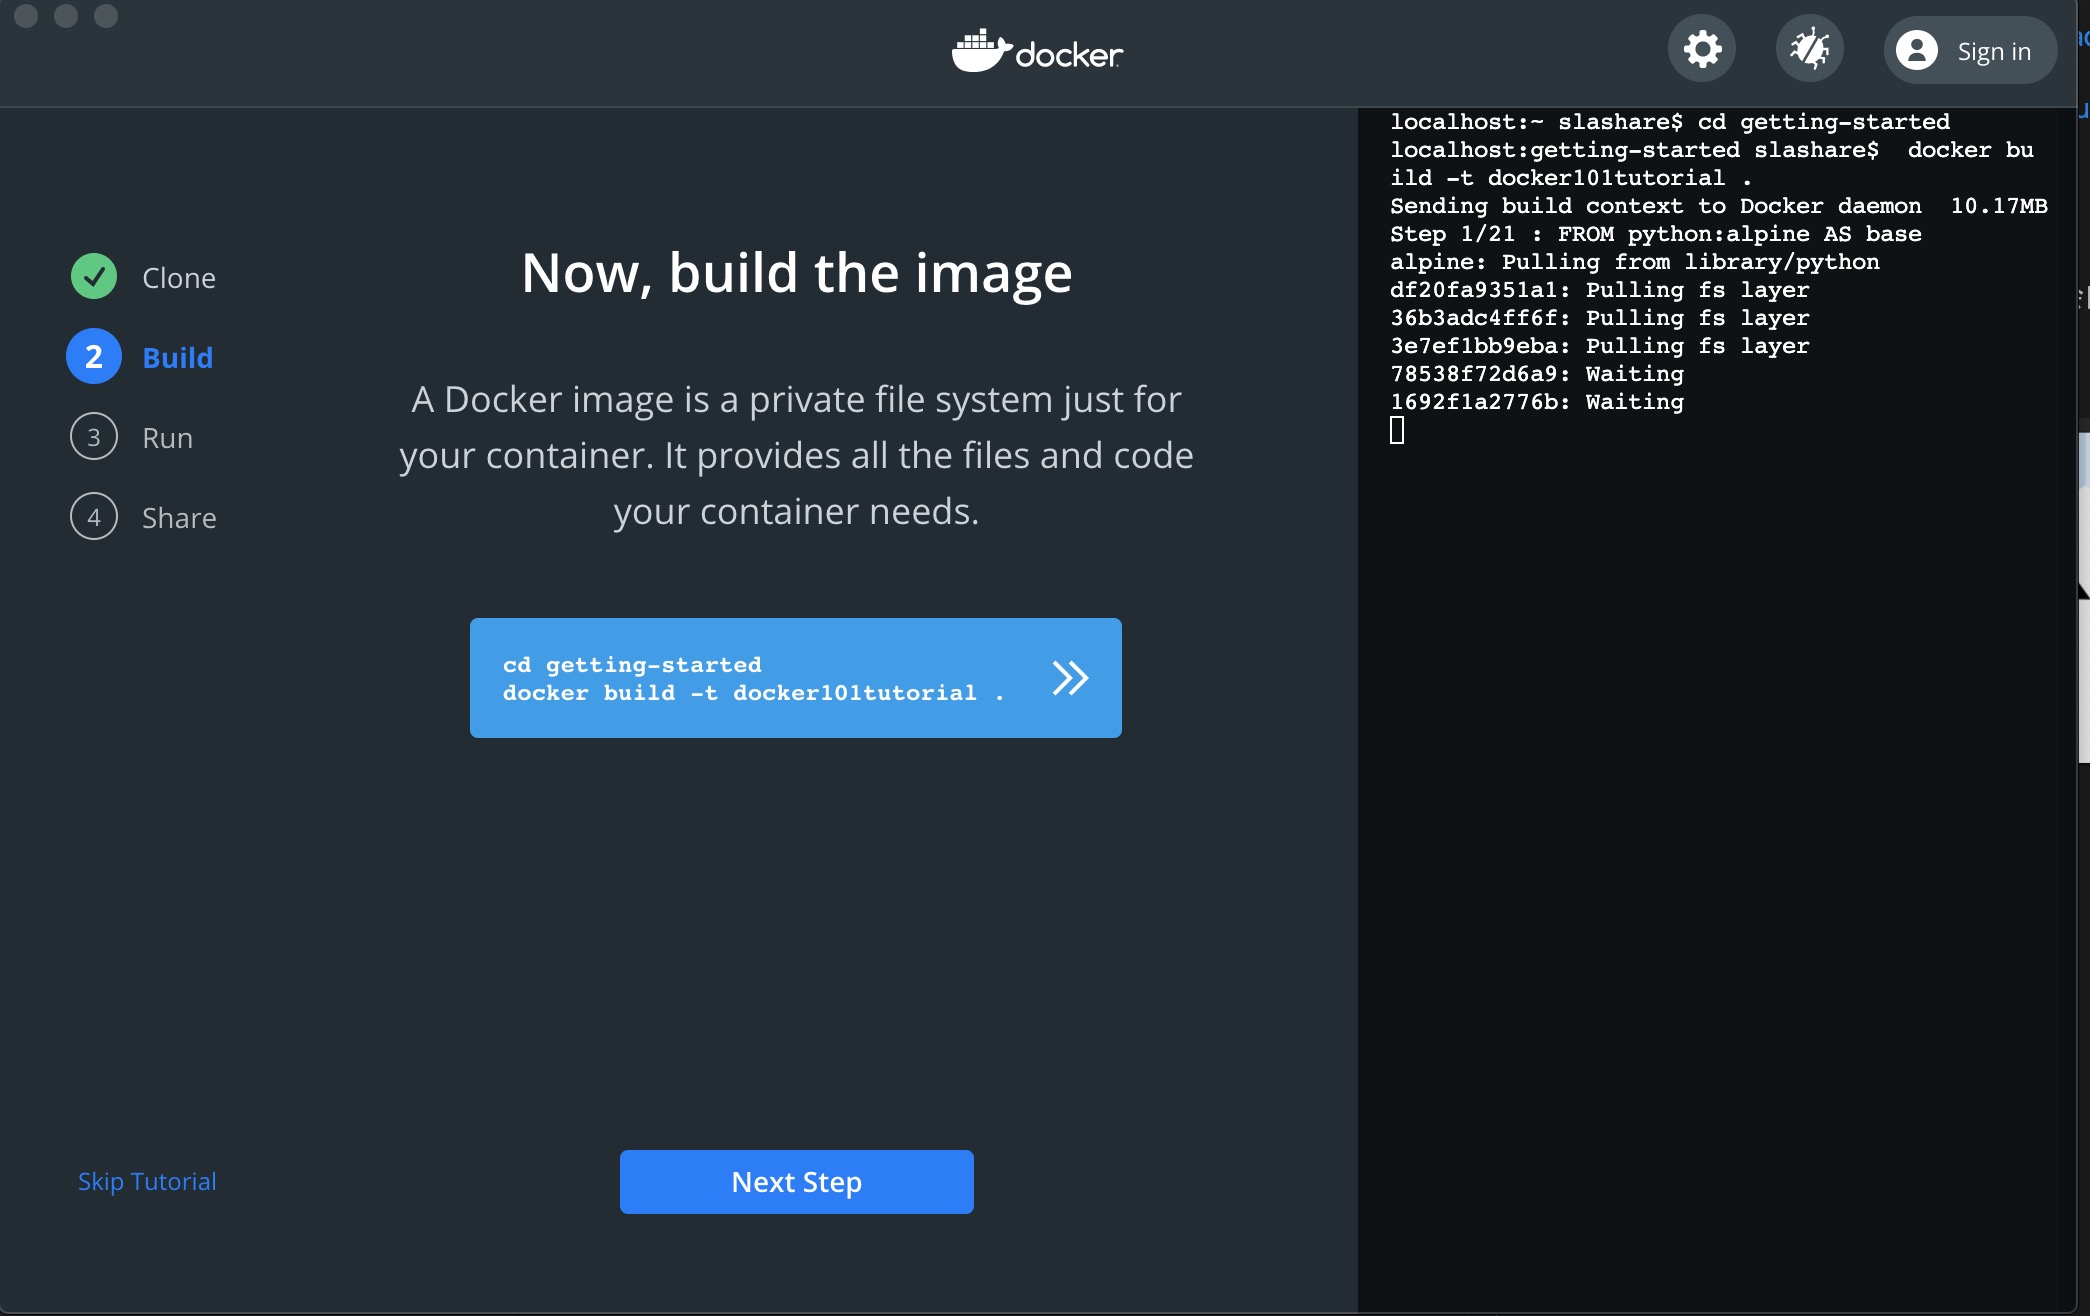 docker
Sign in
Clone
2 Build
3 Run
4 Share
Now, build the image
A Docker image is a private file system just for
your container. It provides all the files and code
your container needs.
cd getting-started
docker build -t docker101tutorial .
Skip Tutorial
Next Step
localhost:~ slashare$ cd getting-started
localhost:getting-started slashare$  docker bu
ild -t docker101tutorial .
Sending build context to Docker daemon  10.17MB
Step 1/21 : FROM python:alpine AS base
alpine: Pulling from library/python
df20fa9351a1: Pulling fs layer
36b3adc4ff6f: Pulling fs layer
3e7ef1bb9eba: Pulling fs layer
78538f72d6a9: Waiting
1692f1a2776b: Waiting